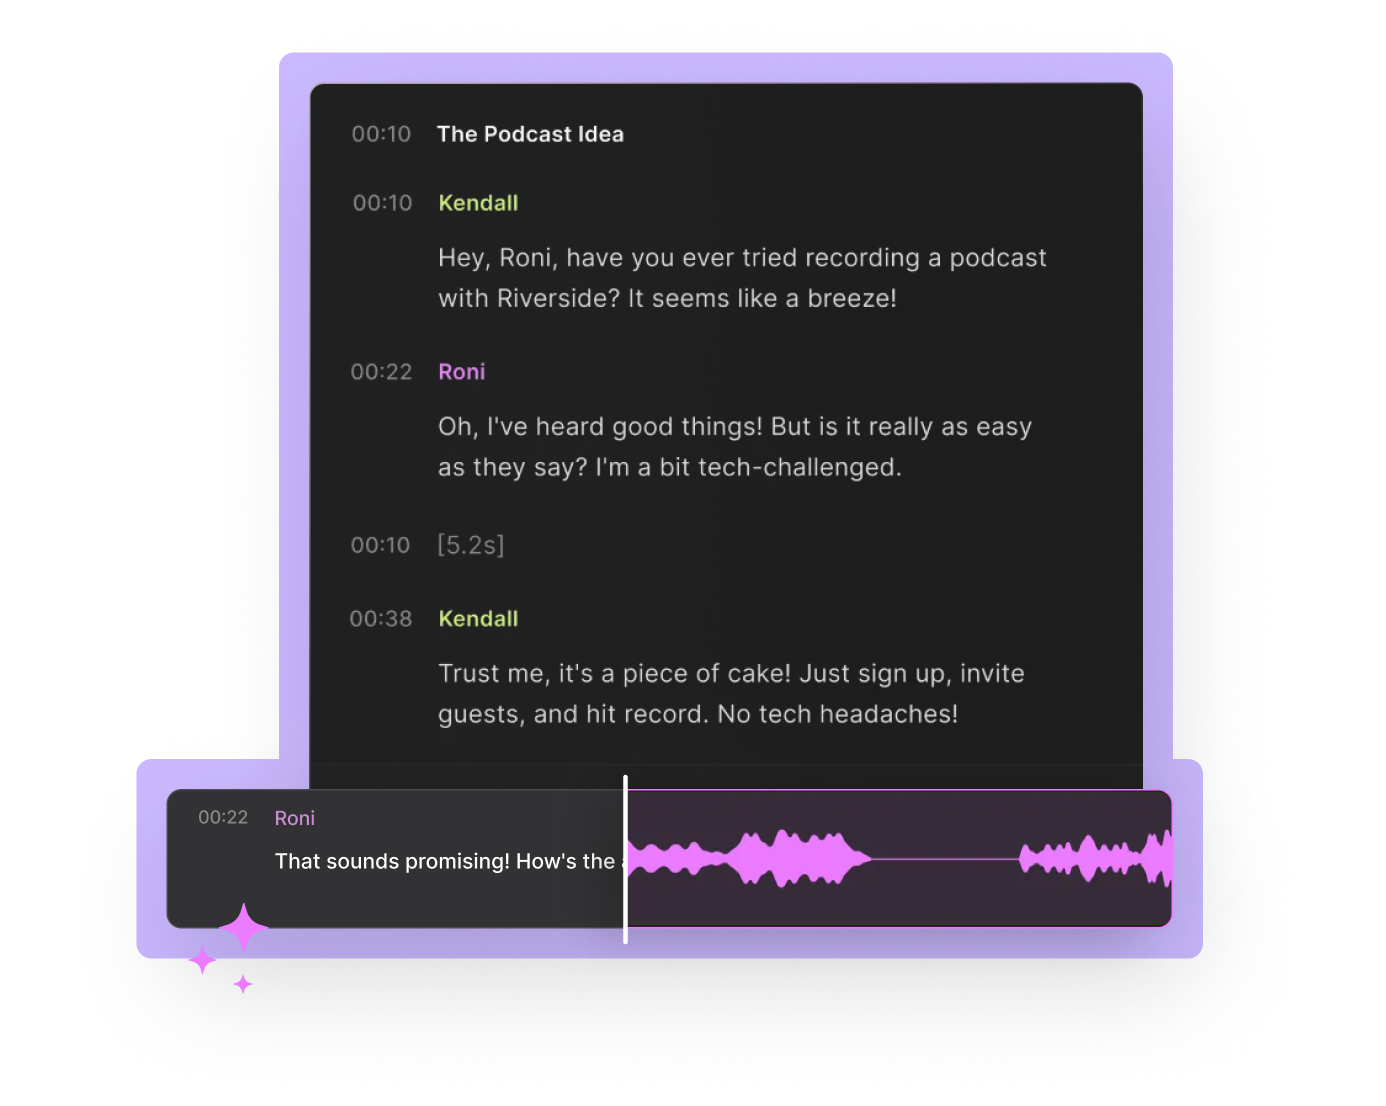 00:10 The Podcast Idea
00:10 Kendall
Hey, Roni, have you ever tried recording a podcast
with Riverside? It seems like a breeze!
00:22 Roni
Oh, I've heard good things! But is it really as easy
as they say? I'm a bit tech-challenged.
00:10 [5.2s]
00:38 Kendall
Trust me, it's a piece of cake! Just sign up, invite
guests, and hit record. No tech headaches!
00:22 Roni
That sounds promising! How's the